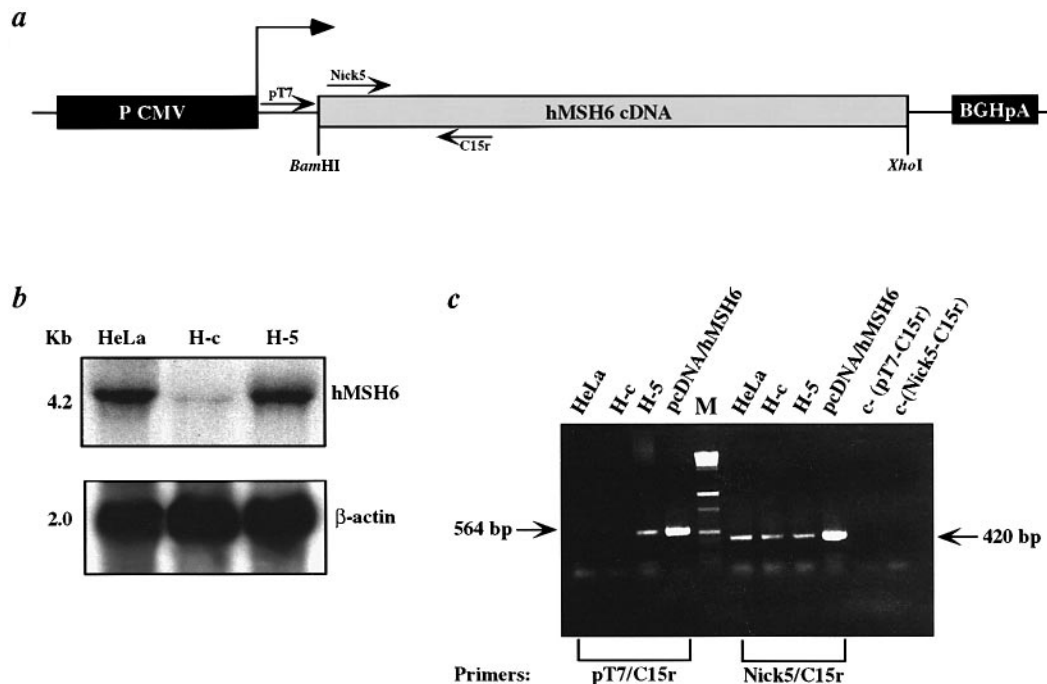 a
Nick5
pT7
P CMV
hMSH6 cDNA
BGHpA
C15r
BamHI
XhoI
b
Kb
HeLa
H-c
H-5
4.2
hMSH6
2.0
β-actin
c
HeLa
H-c
H-5
pcDNA/hMSH6
M
HeLa
H-c
H-5
pcDNA/hMSH6
c- (pT7-C15r)
c-(Nick5-C15r)
564 bp
420 bp
Primers:
pT7/C15r
Nick5/C15r